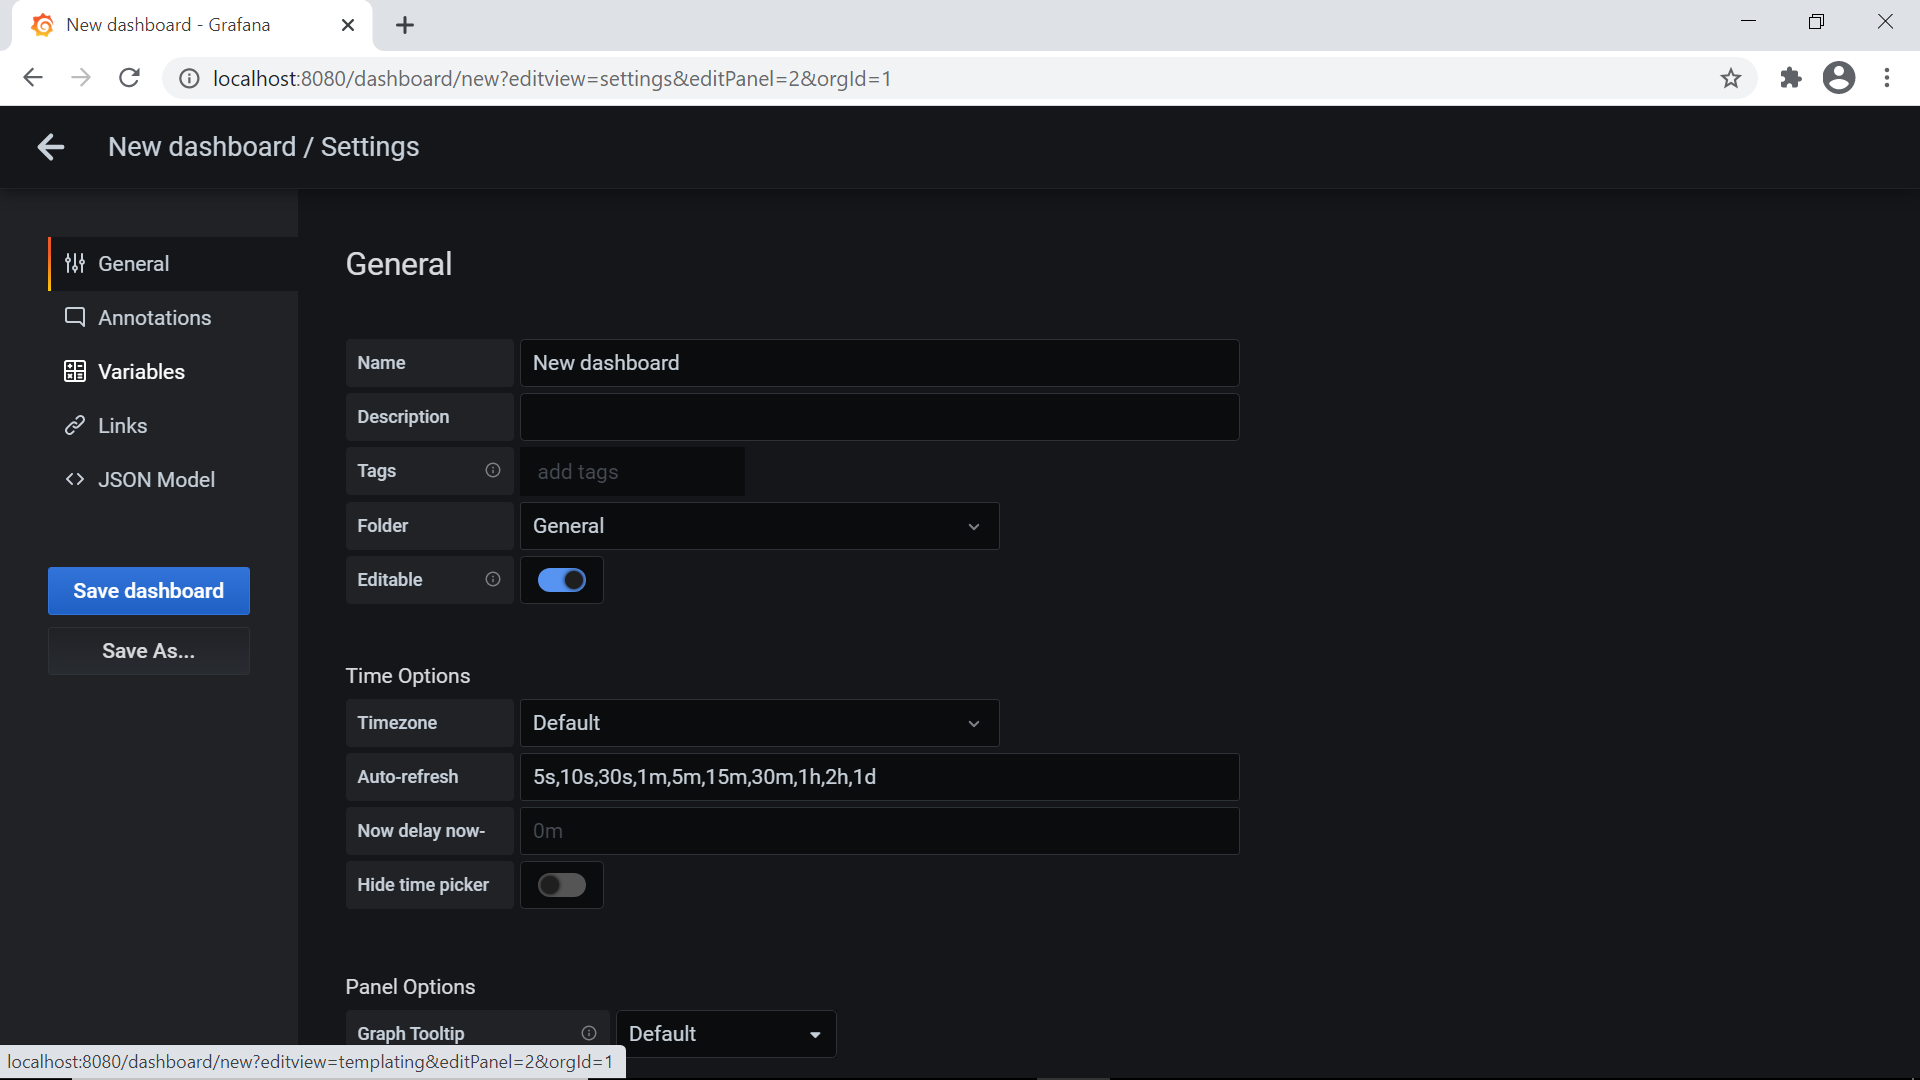 New dashboard - Grafana
localhost:8080/dashboard/new?editview=settings&editPanel=2&orgId=1
New dashboard / Settings
General
Annotations
Variables
Links
JSON Model
Save dashboard
Save As...
General
Name
New dashboard
Description
Tags
add tags
Folder
General
Editable
Time Options
Timezone
Default
Auto-refresh
5s,10s,30s,1m,5m,15m,30m,1h,2h,1d
Now delay now-
0m
Hide time picker
Panel Options
Graph Tooltip
Default
localhost:8080/dashboard/new?editview=templating&editPanel=2&orgId=1